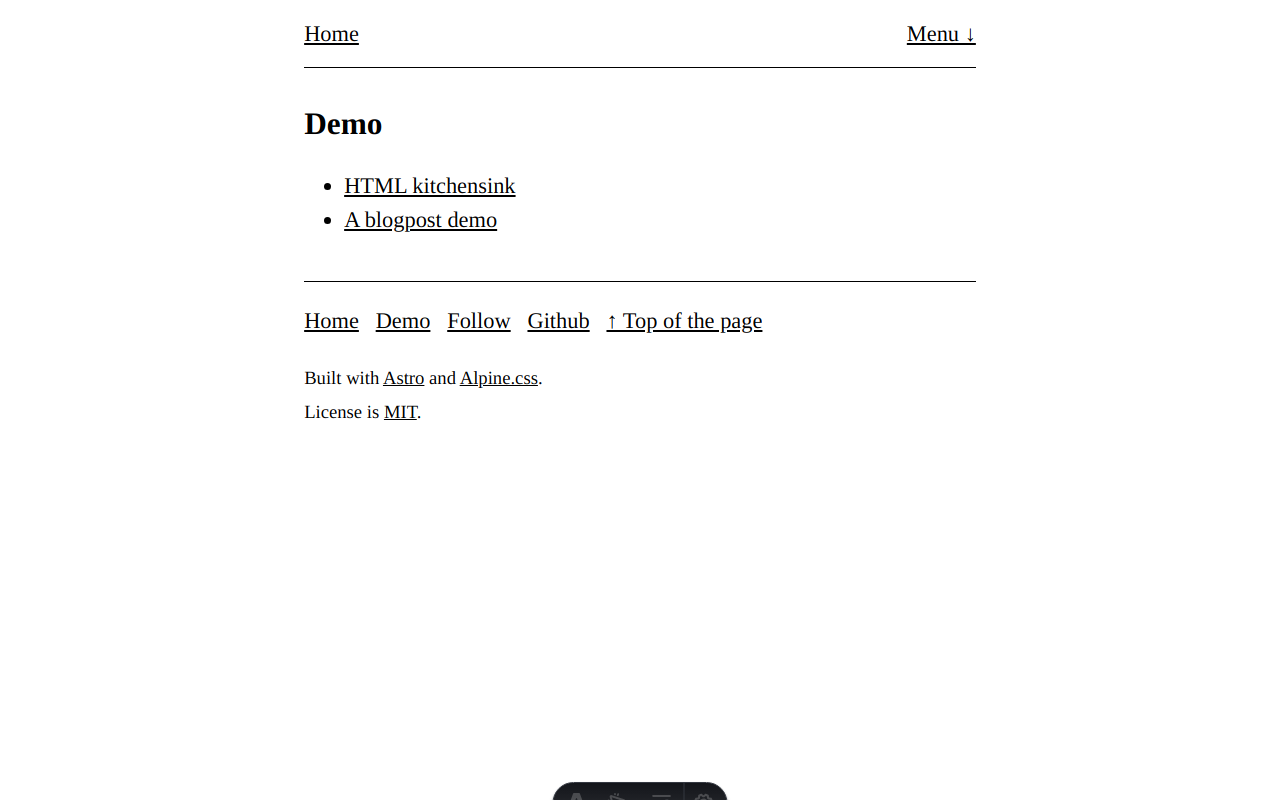 Home Menu ↓
Demo
• HTML kitchensink
• A blogpost demo
Home Demo Follow Github ↑ Top of the page
Built with Astro and Alpine.css.
License is MIT.